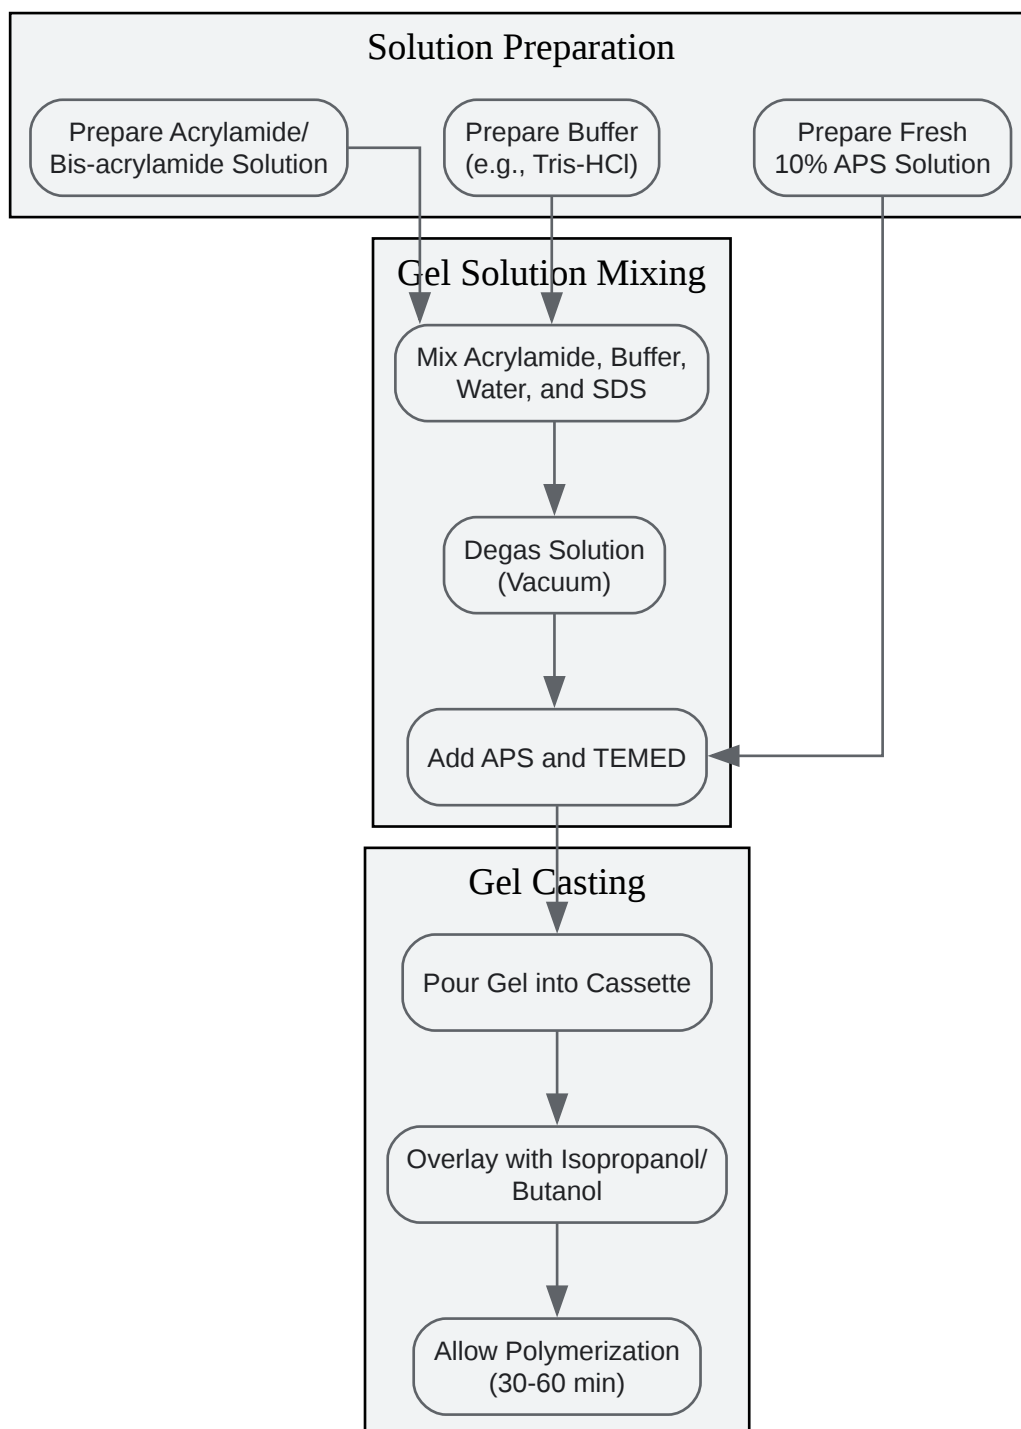 Solution Preparation
Prepare Acrylamide/
Bis-acrylamide Solution
Prepare Buffer
(e.g., Tris-HCl)
Prepare Fresh
10% APS Solution
Gel Solution Mixing
Mix Acrylamide, Buffer,
Water, and SDS
Degas Solution
(Vacuum)
Add APS and TEMED
Gel Casting
Pour Gel into Cassette
Overlay with Isopropanol/
Butanol
Allow Polymerization
(30-60 min)